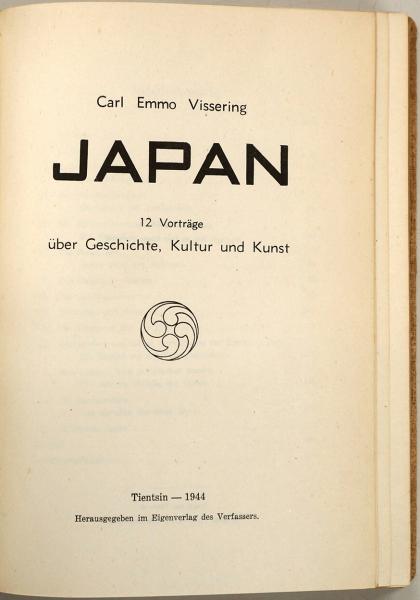 Carl Emmo Vissering
JAPAN
12 Vorträge
über Geschichte, Kultur und Kunst
Tientsin — 1944
Herausgegeben im Eigenverlag des Verfassers.